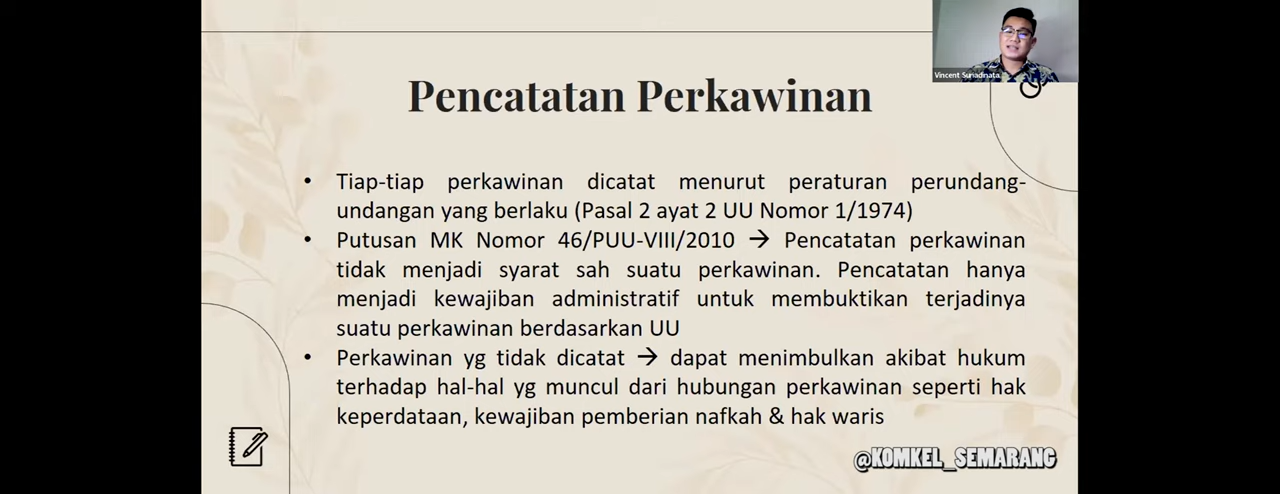 Vincent Suriadinata
Pencatatan Perkawinan
• Tiap-tiap perkawinan dicatat menurut peraturan perundang-
undangan yang berlaku (Pasal 2 ayat 2 UU Nomor 1/1974)
• Putusan MK Nomor 46/PUU-VIII/2010 → Pencatatan perkawinan
tidak menjadi syarat sah suatu perkawinan. Pencatatan hanya
menjadi kewajiban administratif untuk membuktikan terjadinya
suatu perkawinan berdasarkan UU
• Perkawinan yg tidak dicatat → dapat menimbulkan akibat hukum
terhadap hal-hal yg muncul dari hubungan perkawinan seperti hak
keperdataan, kewajiban pemberian nafkah & hak waris
@KOMKEL_SEMARANG